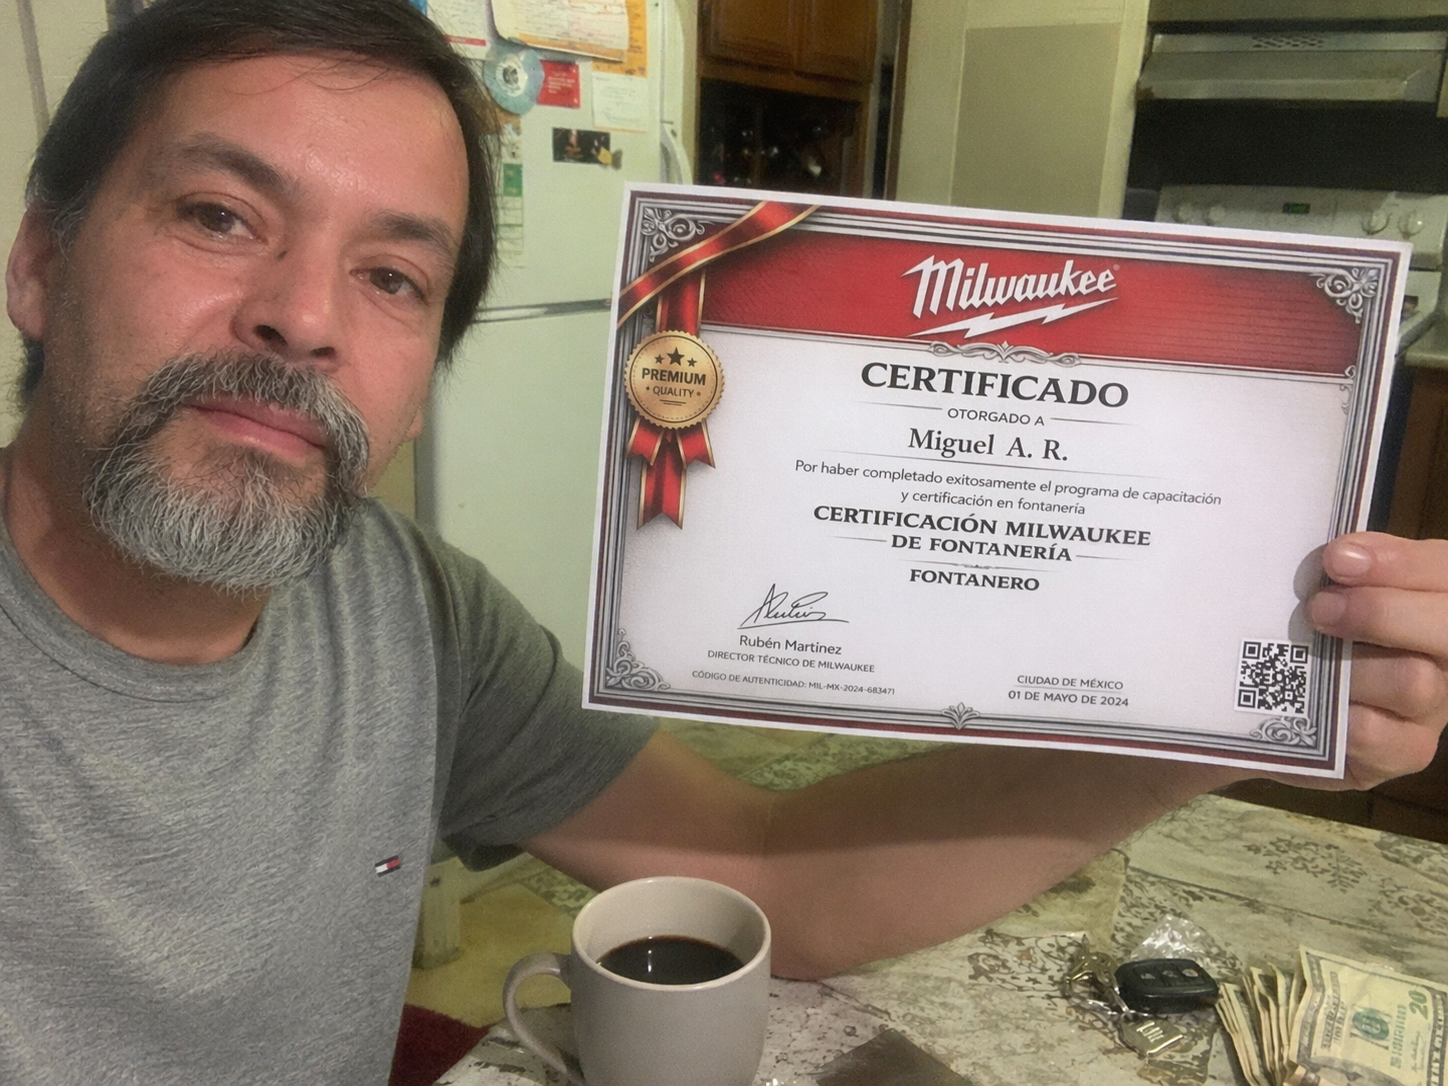 Milwaukee
CERTIFICADO
OTORGADO A
Miguel A. R.
Por haber completado exitosamente el programa de capacitación
y certificación en fontanería
CERTIFICACIÓN MILWAUKEE
DE FONTANERÍA
FONTANERO
PREMIUM
QUALITY
Rubén Martinez
DIRECTOR TÉCNICO DE MILWAUKEE
CÓDIGO DE AUTENTICIDAD: MIL-MX-2024-683471
CIUDAD DE MÉXICO
01 DE MAYO DE 2024
20